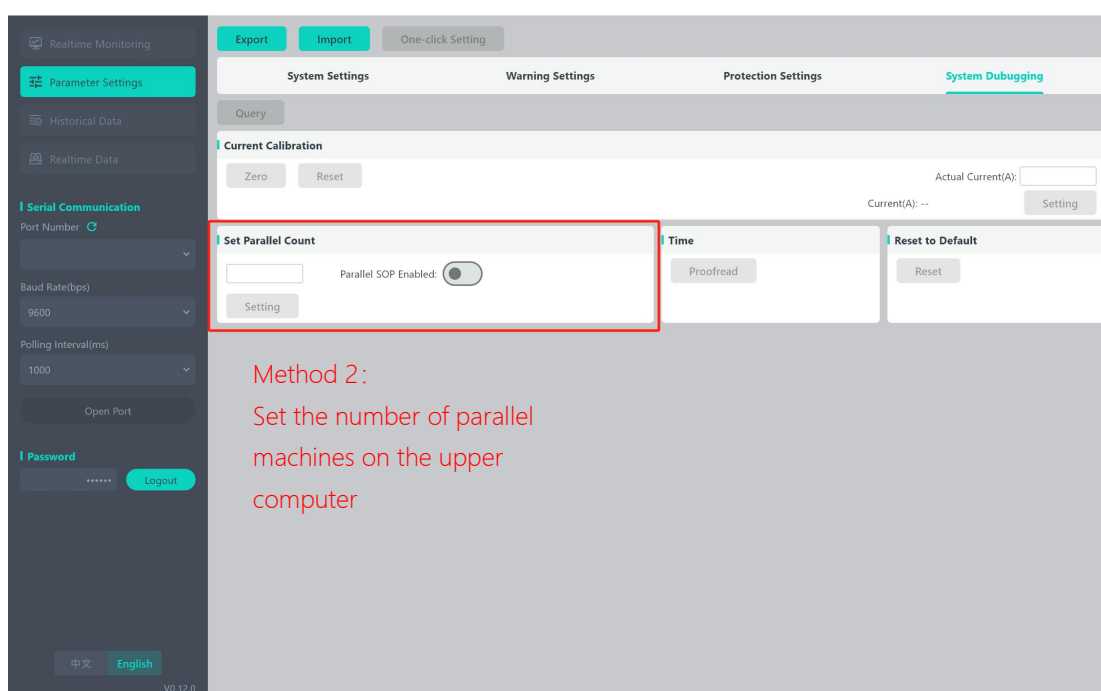 Realtime Monitoring
Parameter Settings
Historical Data
Realtime Data
Serial Communication
Port Number
Baud Rate(bps)
9600
Polling Interval(ms)
1000
Open Port
Password
•••••• Logout
中文 English
V0.12.0
Export Import One-click Setting
System Settings Warning Settings Protection Settings System Dubugging
Query
Current Calibration
Zero Reset Actual Current(A):
Current(A): -- Setting
Set Parallel Count
Parallel SOP Enabled:
Setting
Time
Proofread
Reset to Default
Reset
Method 2:
Set the number of parallel
machines on the upper
computer